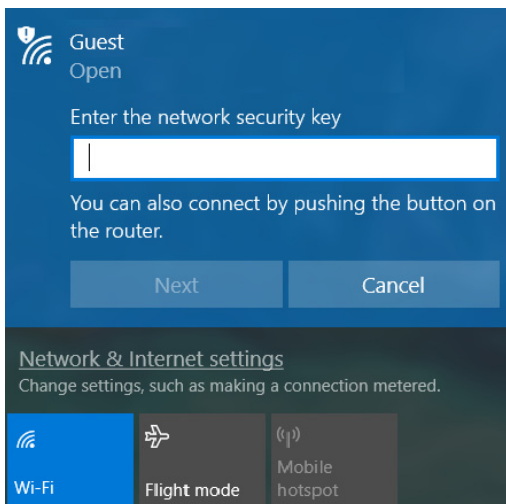 Guest
Open
Enter the network security key
You can also connect by pushing the button on
the router.
Next
Cancel
Network & Internet settings
Change settings, such as making a connection metered.
Wi-Fi
Flight mode
Mobile
hotspot